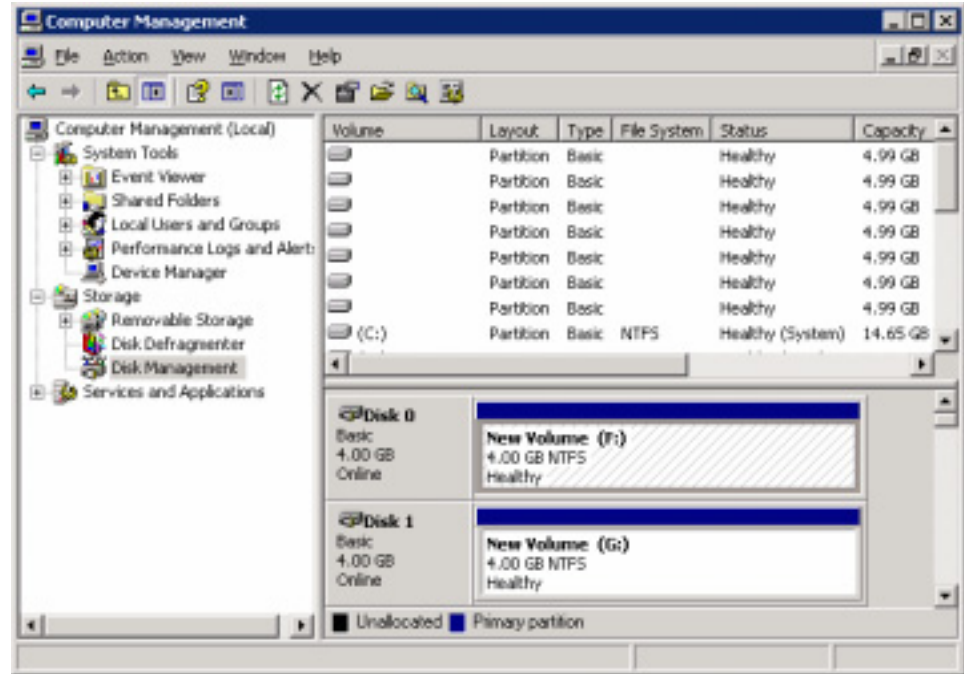 Computer Management
File Action View Window Help
Computer Management (Local)
System Tools
Event Viewer
Shared Folders
Local Users and Groups
Performance Logs and Alert
Device Manager
Storage
Removable Storage
Disk Defragmenter
Disk Management
Services and Applications
Volume Layout Type File System Status Capacity
Partition Basic Healthy 4.99 GB
Partition Basic Healthy 4.99 GB
Partition Basic Healthy 4.99 GB
Partition Basic Healthy 4.99 GB
Partition Basic Healthy 4.99 GB
Partition Basic Healthy 4.99 GB
Partition Basic Healthy 4.99 GB
(C:) Partition Basic NTFS Healthy (System) 14.65 GB
Disk 0
Basic
4.00 GB
Online
New Volume (F:)
4.00 GB NTFS
Healthy
Disk 1
Basic
4.00 GB
Online
New Volume (G:)
4.00 GB NTFS
Healthy
Unallocated Primary partition